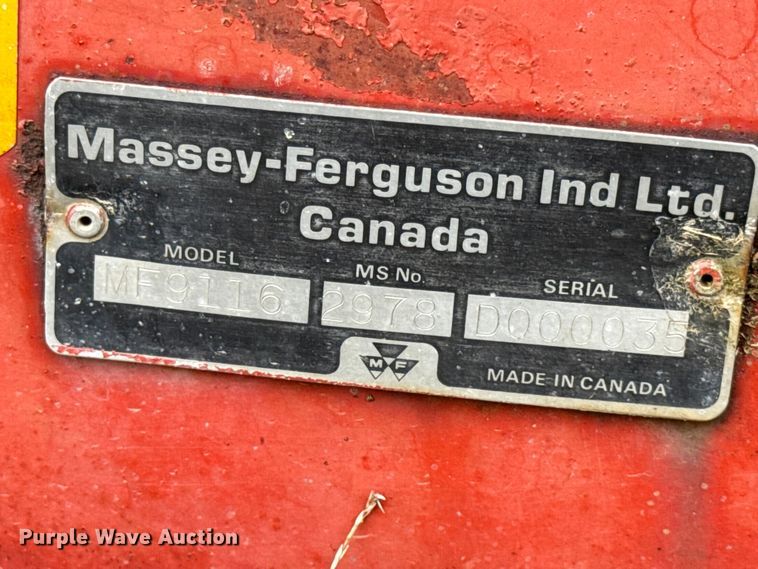 Massey-Ferguson Ind Ltd.
Canada
MODEL MS No. SERIAL
MF9116 2978 D000035
MF
MADE IN CANADA
Purple Wave Auction